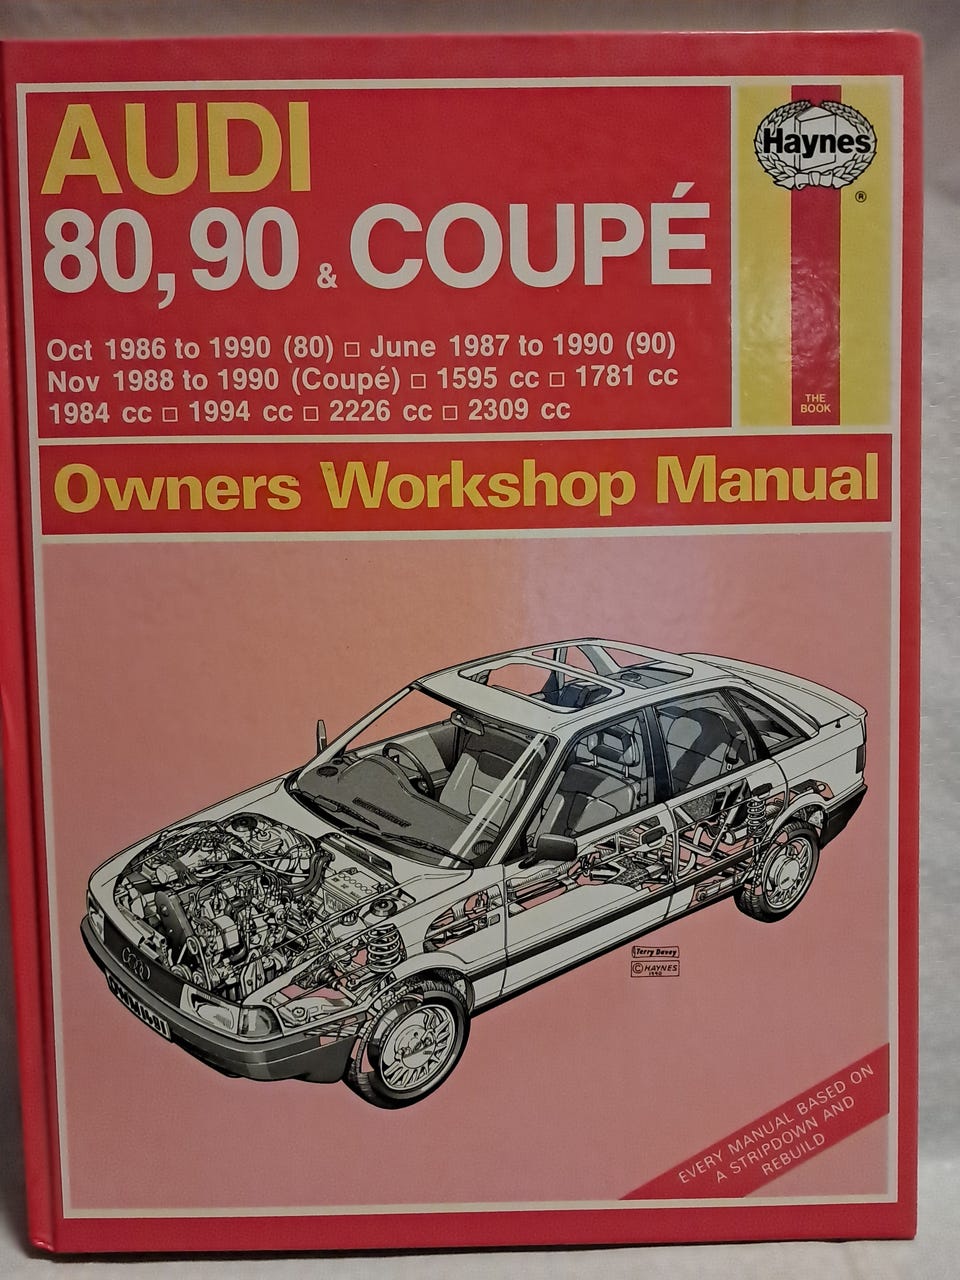 AUDI
80, 90 & COUPÉ
Oct 1986 to 1990 (80) □ June 1987 to 1990 (90)
Nov 1988 to 1990 (Coupé) □ 1595 cc □ 1781 cc
1984 cc □ 1994 cc □ 2226 cc □ 2309 cc
Haynes
®
THE
BOOK
Owners Workshop Manual
Terry Davey
© HAYNES
1990
EVERY MANUAL BASED ON
A STRIPDOWN AND
REBUILD